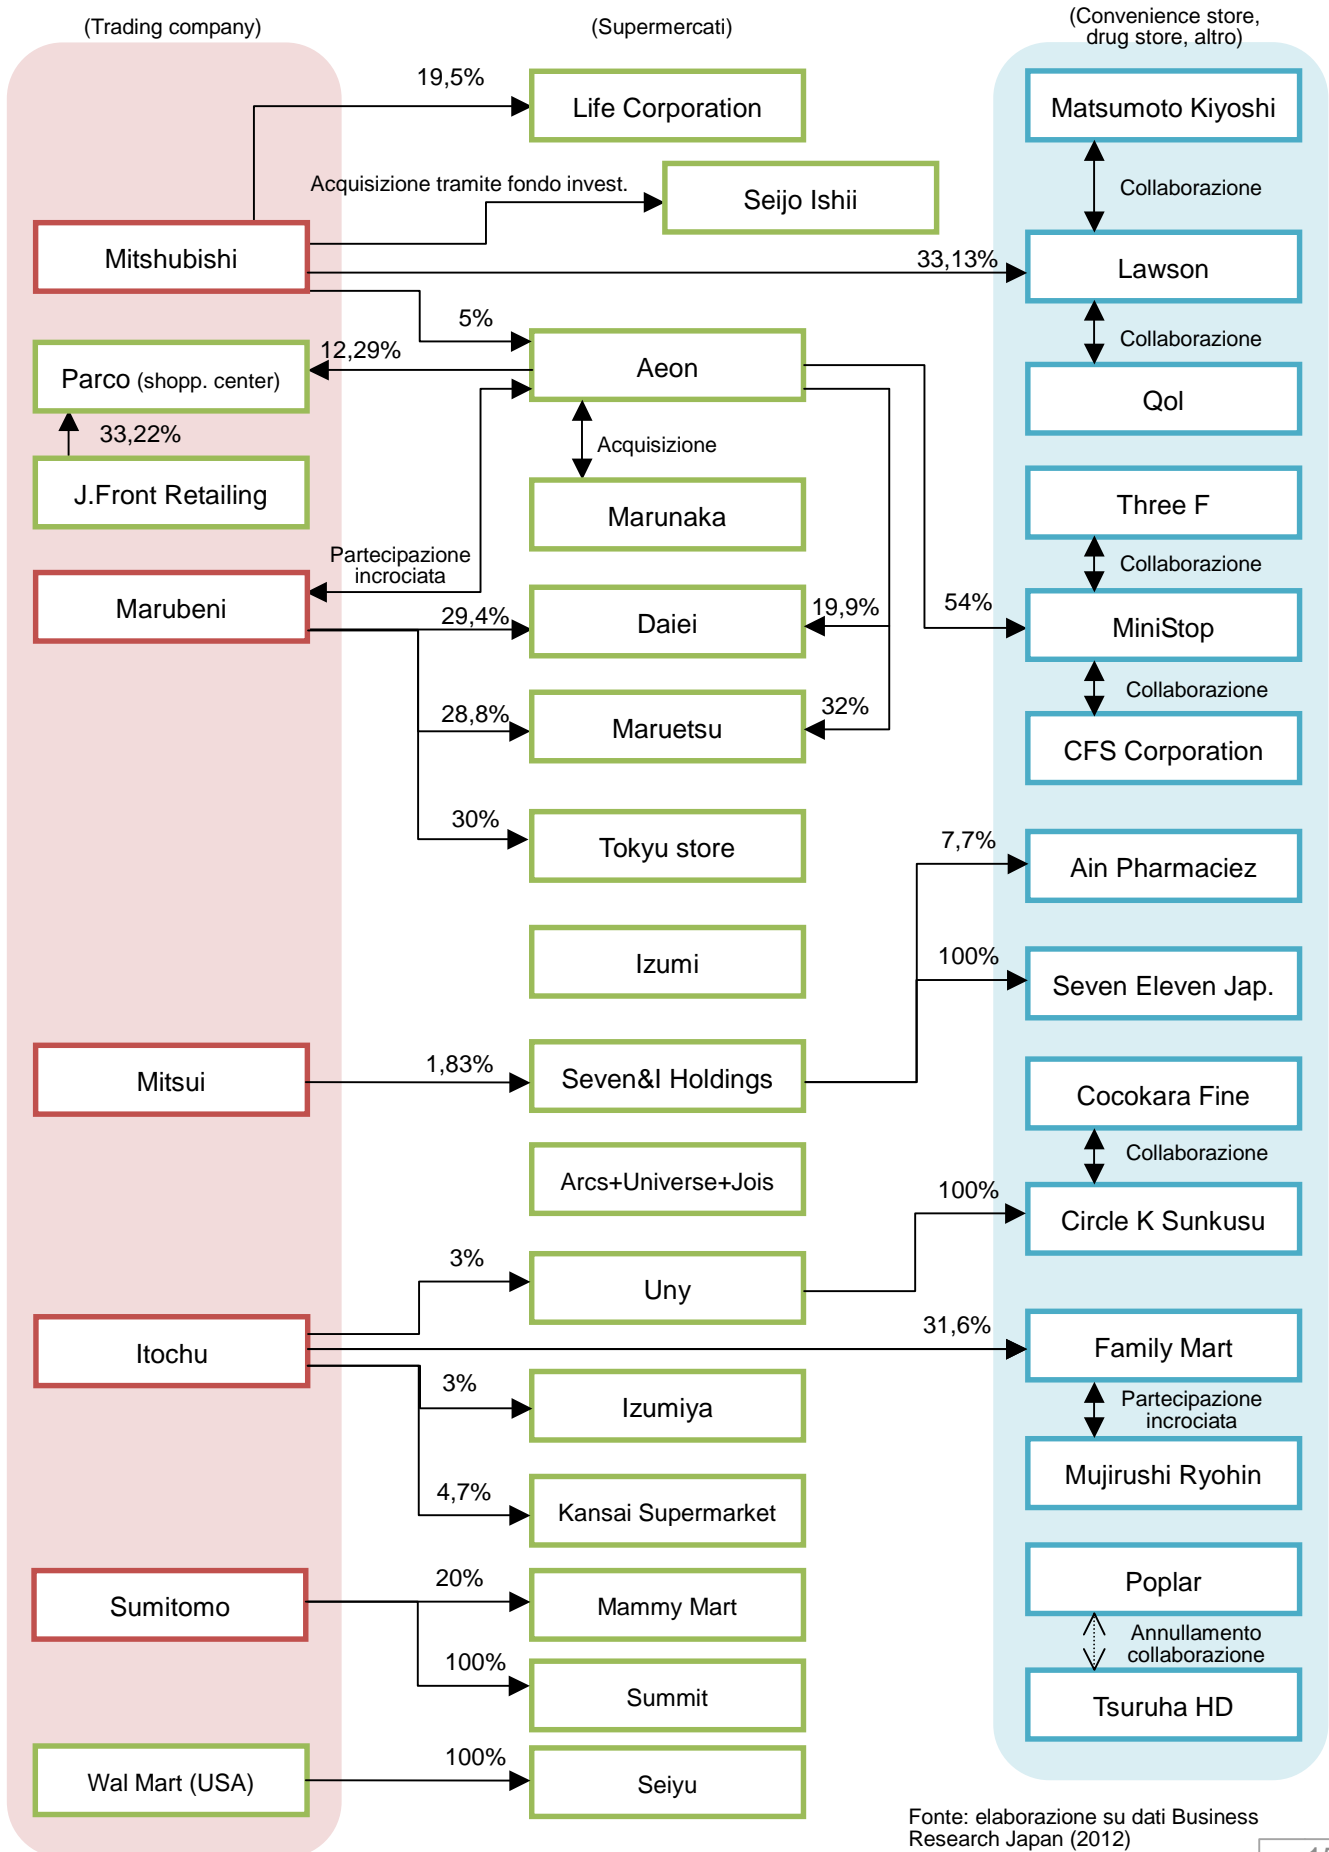 (Trading company)
(Supermercati)
(Convenience store,
drug store, altro)
19,5%
Life Corporation
Matsumoto Kiyoshi
Acquisizione tramite fondo invest.
Seijo Ishii
Collaborazione
Mitshubishi
33,13%
Lawson
5%
Collaborazione
Parco (shopp. center)
12,29%
Aeon
Qol
33,22%
Acquisizione
J.Front Retailing
Marunaka
Three F
Partecipazione
incrociata
Collaborazione
Marubeni
29,4%
Daiei
19,9%
54%
MiniStop
28,8%
Maruetsu
32%
Collaborazione
CFS Corporation
30%
Tokyu store
7,7%
Ain Pharmaciez
Izumi
100%
Seven Eleven Jap.
Mitsui
1,83%
Seven&I Holdings
Cocokara Fine
Collaborazione
Arcs+Universe+Jois
100%
Circle K Sunkusu
3%
Uny
Itochu
31,6%
Family Mart
3%
Izumiya
Partecipazione
incrociata
4,7%
Kansai Supermarket
Mujirushi Ryohin
Sumitomo
20%
Mammy Mart
Poplar
Annullamento
collaborazione
100%
Summit
Tsuruha HD
Wal Mart (USA)
100%
Seiyu
Fonte: elaborazione su dati Business
Research Japan (2012)